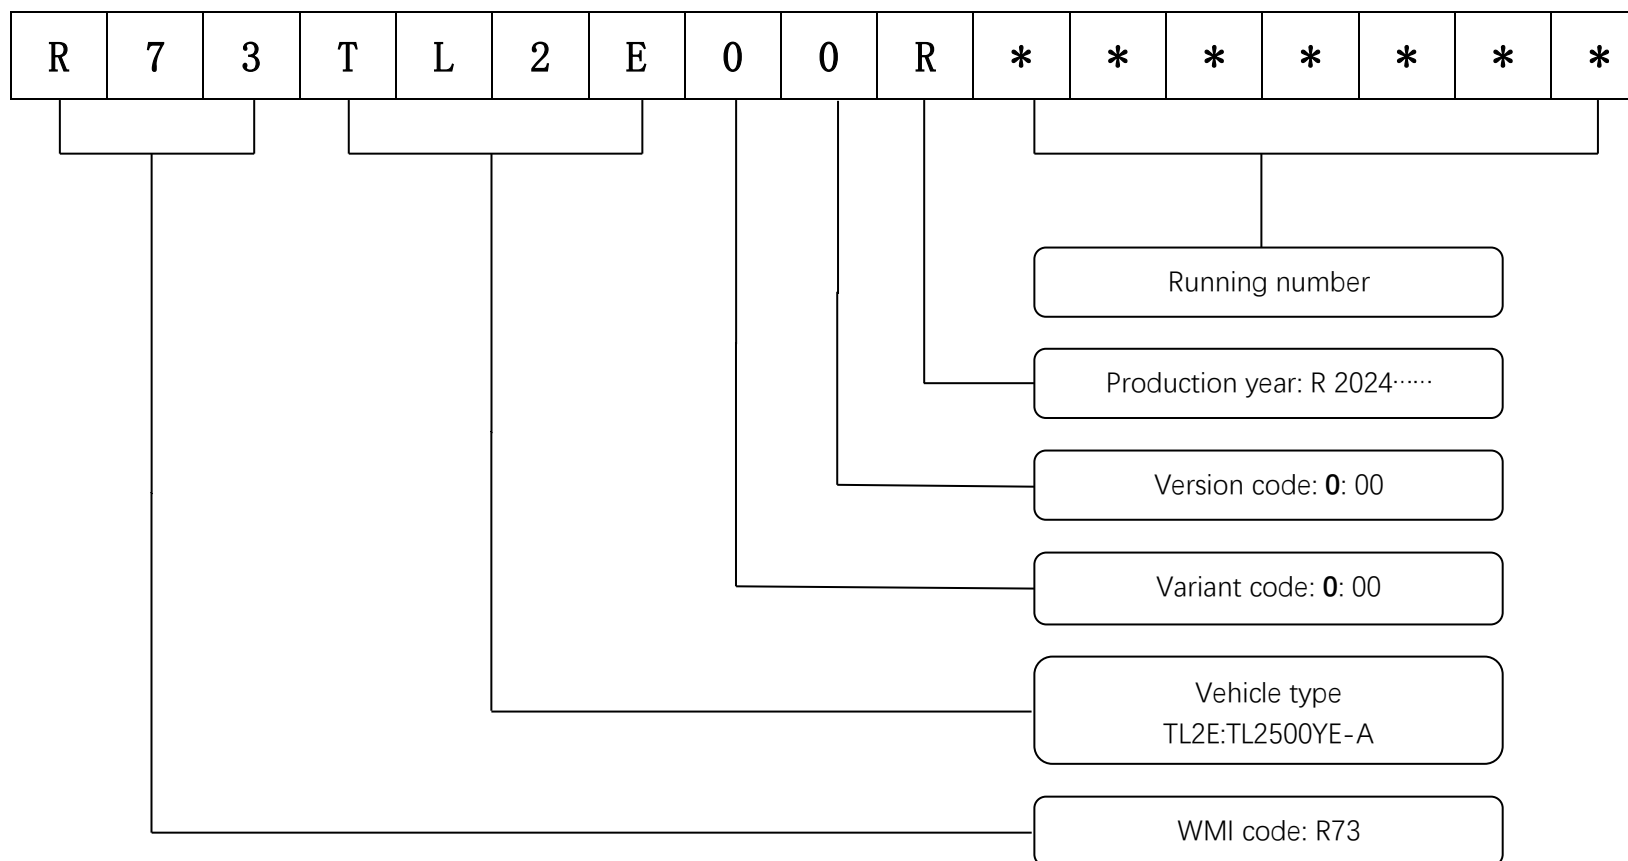 R 7 3 T L 2 E 0 0 R * * * * * * *
Running number
Production year: R 2024······
Version code: 0: 00
Variant code: 0: 00
Vehicle type
TL2E:TL2500YE-A
WMI code: R73